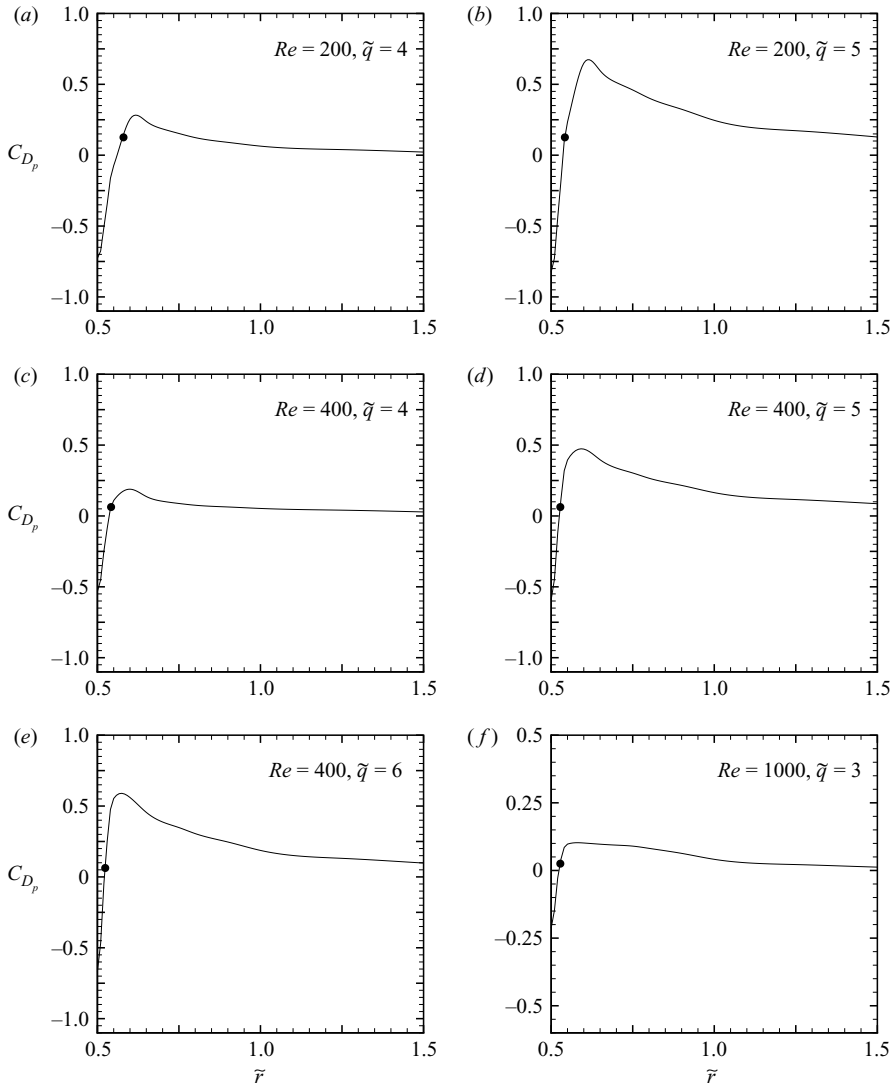 (a)
1.0
Re = 200, q̃ = 4
0.5
C_{D_p}
0
–0.5
–1.0
0.5 1.0 1.5
(b)
1.0
Re = 200, q̃ = 5
0.5
0
–0.5
–1.0
0.5 1.0 1.5
(c)
1.0
Re = 400, q̃ = 4
0.5
C_{D_p}
0
–0.5
–1.0
0.5 1.0 1.5
(d)
1.0
Re = 400, q̃ = 5
0.5
0
–0.5
–1.0
0.5 1.0 1.5
(e)
1.0
Re = 400, q̃ = 6
0.5
C_{D_p}
0
–0.5
–1.0
0.5 1.0 1.5
r̃
(f)
0.5
Re = 1000, q̃ = 3
0.25
0
–0.25
–0.5
0.5 1.0 1.5
r̃